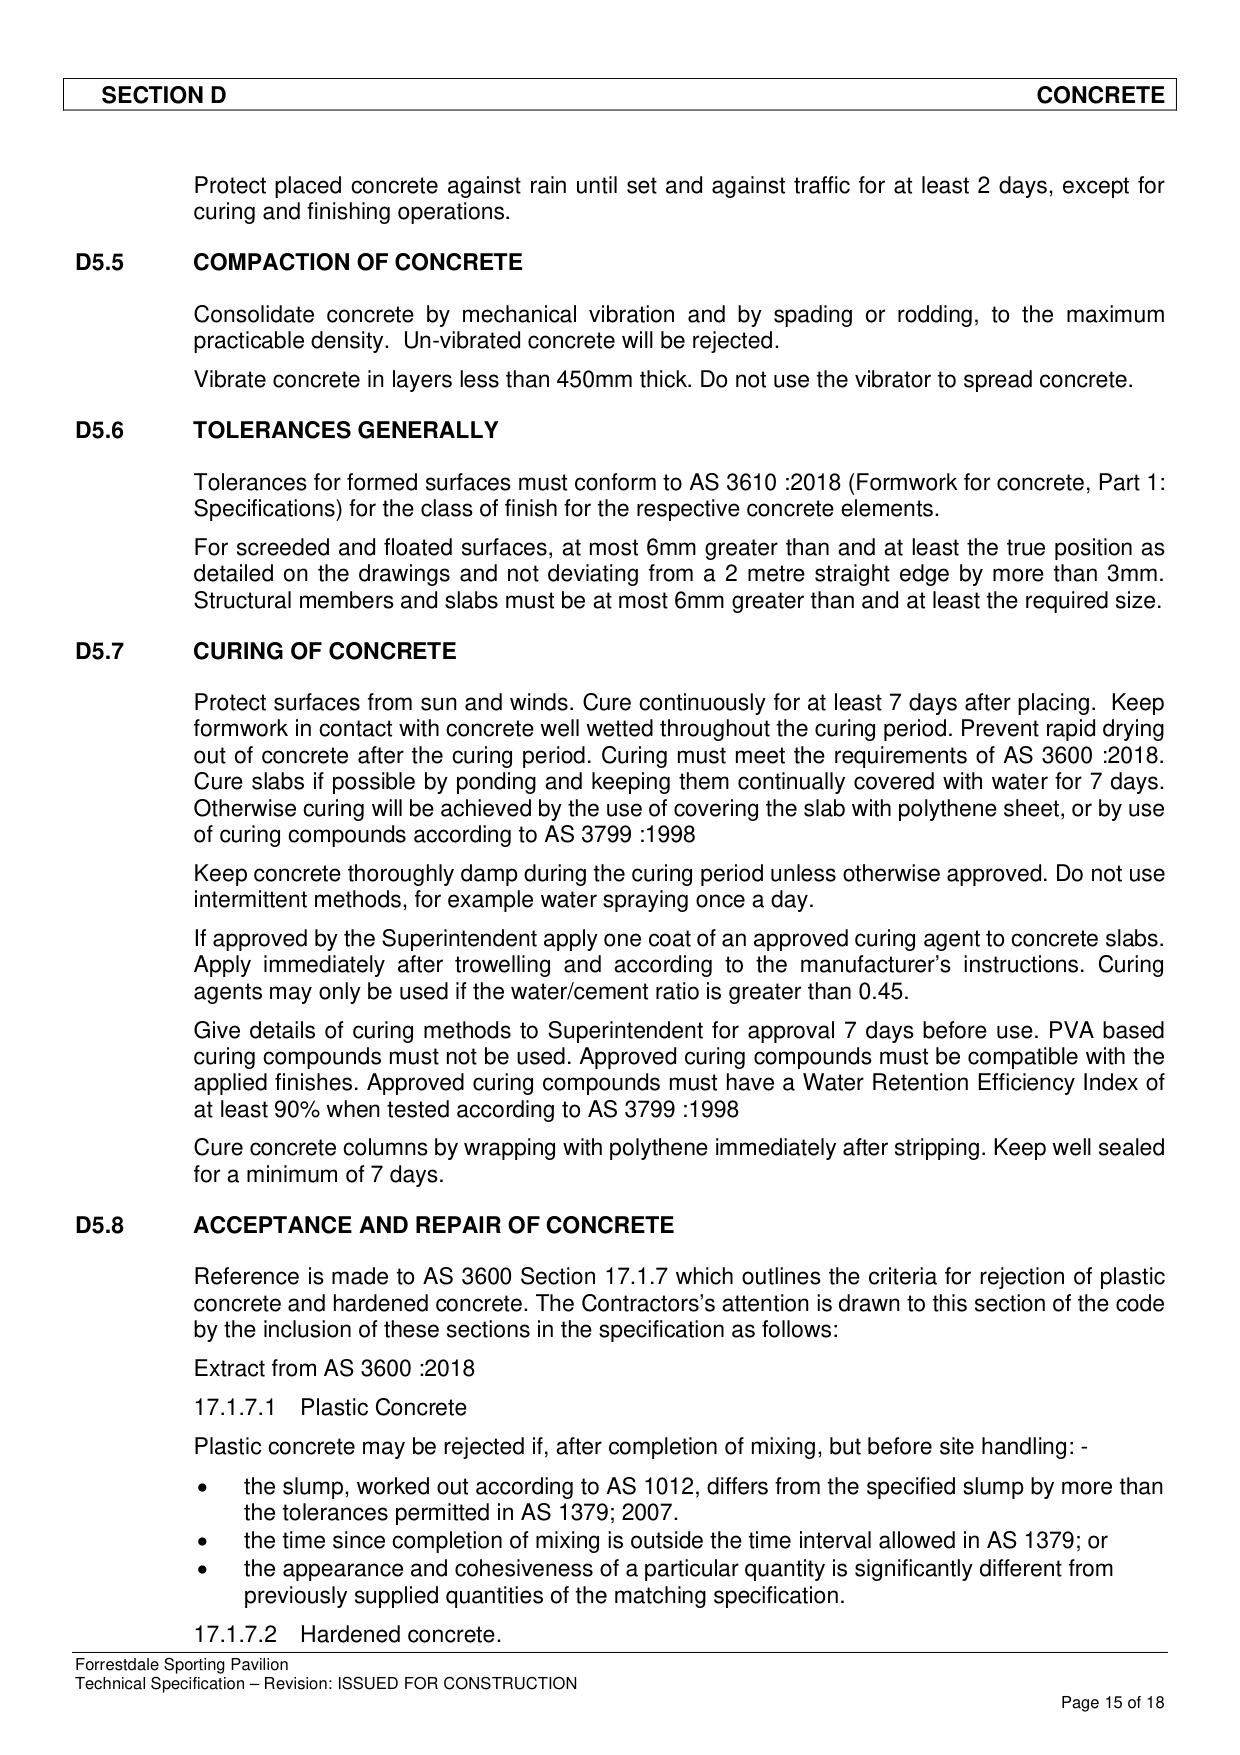 SECTION D CONCRETE
Protect placed concrete against rain until set and against traffic for at least 2 days, except for
curing and finishing operations.
D5.5 COMPACTION OF CONCRETE
Consolidate concrete by mechanical vibration and by spading or rodding, to the maximum
practicable density.  Un-vibrated concrete will be rejected.
Vibrate concrete in layers less than 450mm thick. Do not use the vibrator to spread concrete.
D5.6 TOLERANCES GENERALLY
Tolerances for formed surfaces must conform to AS 3610 :2018 (Formwork for concrete, Part 1:
Specifications) for the class of finish for the respective concrete elements.
For screeded and floated surfaces, at most 6mm greater than and at least the true position as
detailed on the drawings and not deviating from a 2 metre straight edge by more than 3mm.
Structural members and slabs must be at most 6mm greater than and at least the required size.
D5.7 CURING OF CONCRETE
Protect surfaces from sun and winds. Cure continuously for at least 7 days after placing.  Keep
formwork in contact with concrete well wetted throughout the curing period. Prevent rapid drying
out of concrete after the curing period. Curing must meet the requirements of AS 3600 :2018.
Cure slabs if possible by ponding and keeping them continually covered with water for 7 days.
Otherwise curing will be achieved by the use of covering the slab with polythene sheet, or by use
of curing compounds according to AS 3799 :1998
Keep concrete thoroughly damp during the curing period unless otherwise approved. Do not use
intermittent methods, for example water spraying once a day.
If approved by the Superintendent apply one coat of an approved curing agent to concrete slabs.
Apply immediately after trowelling and according to the manufacturer’s instructions. Curing
agents may only be used if the water/cement ratio is greater than 0.45.
Give details of curing methods to Superintendent for approval 7 days before use. PVA based
curing compounds must not be used. Approved curing compounds must be compatible with the
applied finishes. Approved curing compounds must have a Water Retention Efficiency Index of
at least 90% when tested according to AS 3799 :1998
Cure concrete columns by wrapping with polythene immediately after stripping. Keep well sealed
for a minimum of 7 days.
D5.8 ACCEPTANCE AND REPAIR OF CONCRETE
Reference is made to AS 3600 Section 17.1.7 which outlines the criteria for rejection of plastic
concrete and hardened concrete. The Contractors’s attention is drawn to this section of the code
by the inclusion of these sections in the specification as follows:
Extract from AS 3600 :2018
17.1.7.1 Plastic Concrete
Plastic concrete may be rejected if, after completion of mixing, but before site handling: -
• the slump, worked out according to AS 1012, differs from the specified slump by more than
the tolerances permitted in AS 1379; 2007.
• the time since completion of mixing is outside the time interval allowed in AS 1379; or
• the appearance and cohesiveness of a particular quantity is significantly different from
previously supplied quantities of the matching specification.
17.1.7.2 Hardened concrete.
Forrestdale Sporting Pavilion
Technical Specification – Revision: ISSUED FOR CONSTRUCTION
Page 15 of 18